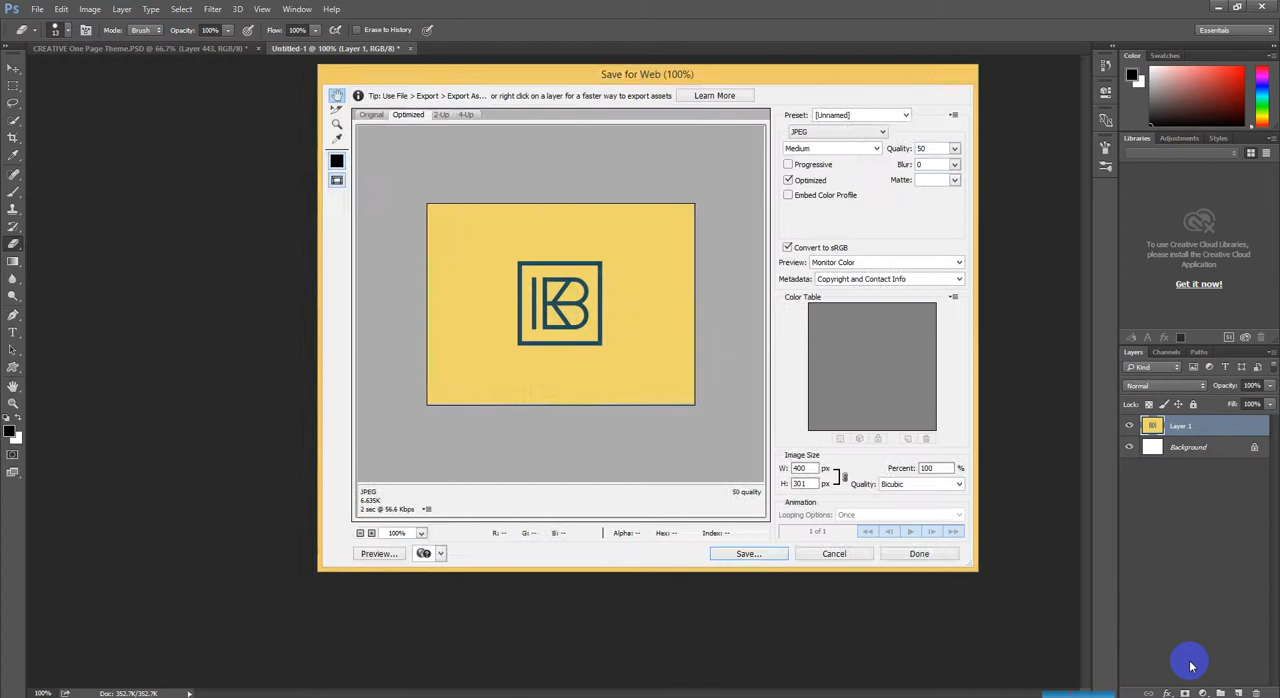 Ps File Edit Image Layer Type Select Filter 3D View Window Help
13 Mode: Brush Opacity: 100% Flow: 100% Erase to History Essentials
CREATIVE One Page Theme.PSD @ 66.7% (Layer 443, RGB/8) * × Untitled-1 @ 100% (Layer 1, RGB/8) * ×
Save for Web (100%)
Tip: Use File > Export > Export As... or right click on a layer for a faster way to export assets Learn More
Original Optimized 2-Up 4-Up
Preset: [Unnamed]
JPEG
Medium Quality: 50
Progressive Blur: 0
Optimized Matte:
Embed Color Profile
Convert to sRGB
Preview: Monitor Color
Metadata: Copyright and Contact Info
Color Table
KB
Image Size
W: 400 px Percent: 100 %
H: 301 px Quality: Bicubic
Animation
Looping Options: Once
1 of 1
JPEG 50 quality
6.635K
2 sec @ 56.6 Kbps
100% R: -- G: -- B: -- Alpha: -- Hex: -- Index: --
Preview... Save... Cancel Done
Color Swatches
Libraries Adjustments Styles
To use Creative Cloud Libraries,
please install the Creative Cloud
Application
Get it now!
Layers Channels Paths
Kind
Normal Opacity: 100%
Lock: Fill: 100%
Layer 1
Background
100% Doc: 352.7K/352.7K